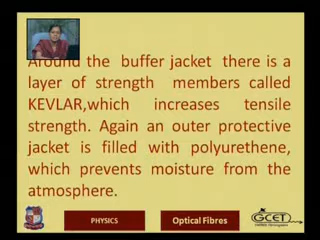 Around the buffer jacket there is a
layer of strength members called
KEVLAR,which increases tensile
strength. Again an outer protective
jacket is filled with polyurethene,
which prevents moisture from the
atmosphere.
PHYSICS
Optical Fibres
GCET